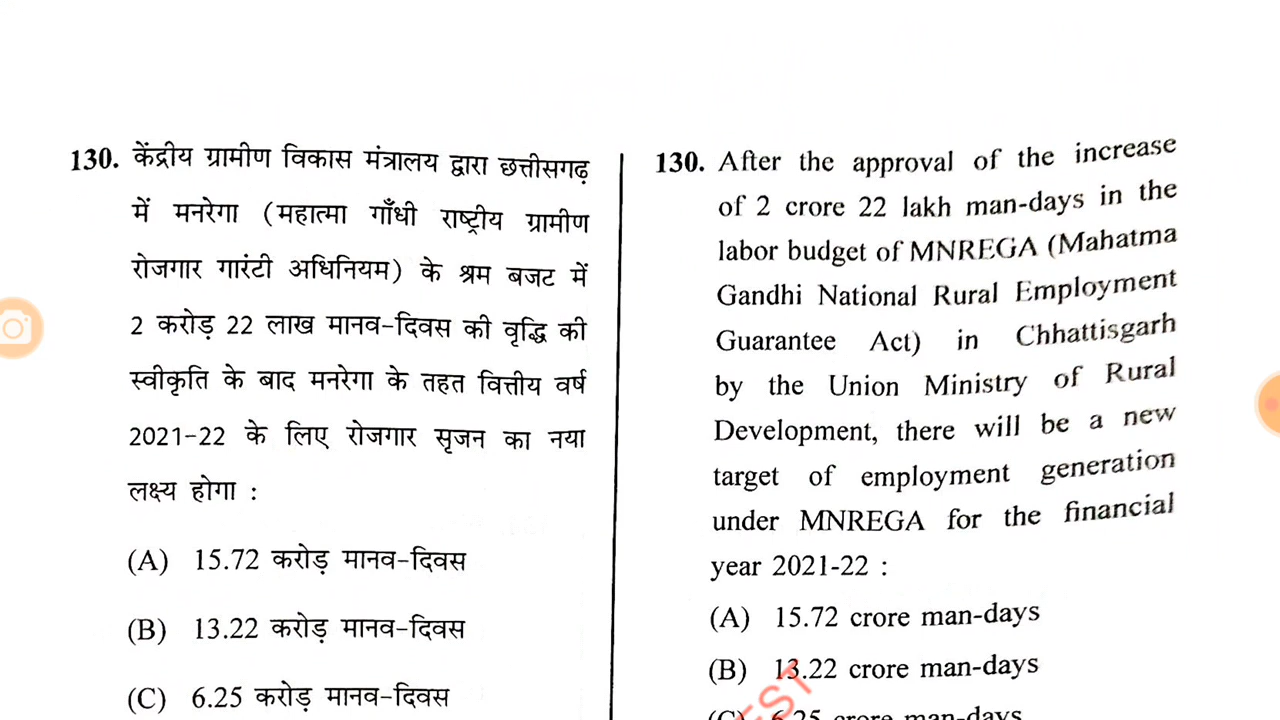 130. केंद्रीय ग्रामीण विकास मंत्रालय द्वारा छत्तीसगढ़
में मनरेगा (महात्मा गाँधी राष्ट्रीय ग्रामीण
रोजगार गारंटी अधिनियम) के श्रम बजट में
2 करोड़ 22 लाख मानव-दिवस की वृद्धि की
स्वीकृति के बाद मनरेगा के तहत वित्तीय वर्ष
2021-22 के लिए रोजगार सृजन का नया
लक्ष्य होगा :
(A) 15.72 करोड़ मानव-दिवस
(B) 13.22 करोड़ मानव-दिवस
(C) 6.25 करोड़ मानव-दिवस
130. After the approval of the increase
of 2 crore 22 lakh man-days in the
labor budget of MNREGA (Mahatma
Gandhi National Rural Employment
Guarantee Act) in Chhattisgarh
by the Union Ministry of Rural
Development, there will be a new
target of employment generation
under MNREGA for the financial
year 2021-22 :
(A) 15.72 crore man-days
(B) 13.22 crore man-days
(C) 6.25 crore man-days